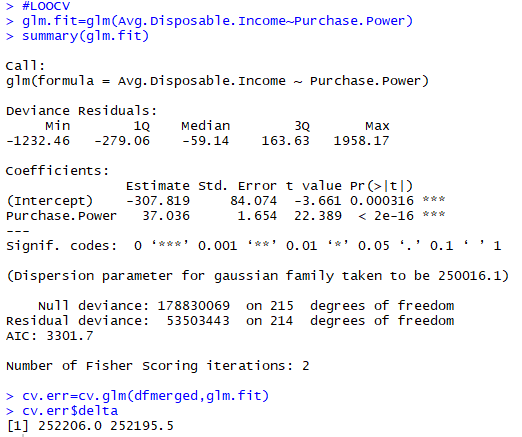 > #LOOCV
> glm.fit=glm(Avg.Disposable.Income~Purchase.Power)
> summary(glm.fit)
Call:
glm(formula = Avg.Disposable.Income ~ Purchase.Power)
Deviance Residuals:
Min 1Q Median 3Q Max
-1232.46 -279.06 -59.14 163.63 1958.17
Coefficients:
Estimate Std. Error t value Pr(>|t|)
(Intercept) -307.819 84.074 -3.661 0.000316 ***
Purchase.Power 37.036 1.654 22.389 < 2e-16 ***
---
Signif. codes: 0 ‘***’ 0.001 ‘**’ 0.01 ‘*’ 0.05 ‘.’ 0.1 ‘ ’ 1
(Dispersion parameter for gaussian family taken to be 250016.1)
Null deviance: 178830069 on 215 degrees of freedom
Residual deviance: 53503443 on 214 degrees of freedom
AIC: 3301.7
Number of Fisher Scoring iterations: 2
> cv.err=cv.glm(dfmerged,glm.fit)
> cv.err$delta
[1] 252206.0 252195.5